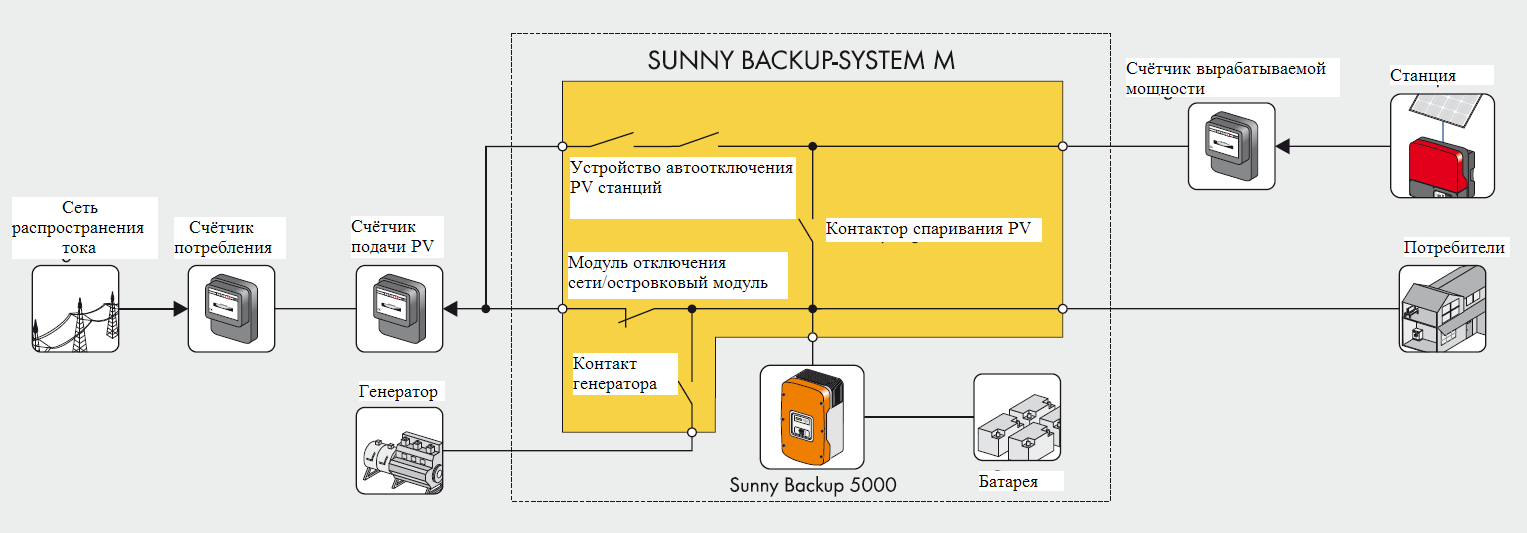 SUNNY BACKUP-SYSTEM M
Счётчик вырабатываемой
мощности
Станция
Устройство автоотключения
PV станций
Сеть
распространения
тока
Счётчик
потребления
Счётчик
подачи PV
Контактор спаривания PV
Потребители
Модуль отключения
сети/островковый модуль
Контакт
генератора
Генератор
Батарея
Sunny Backup 5000